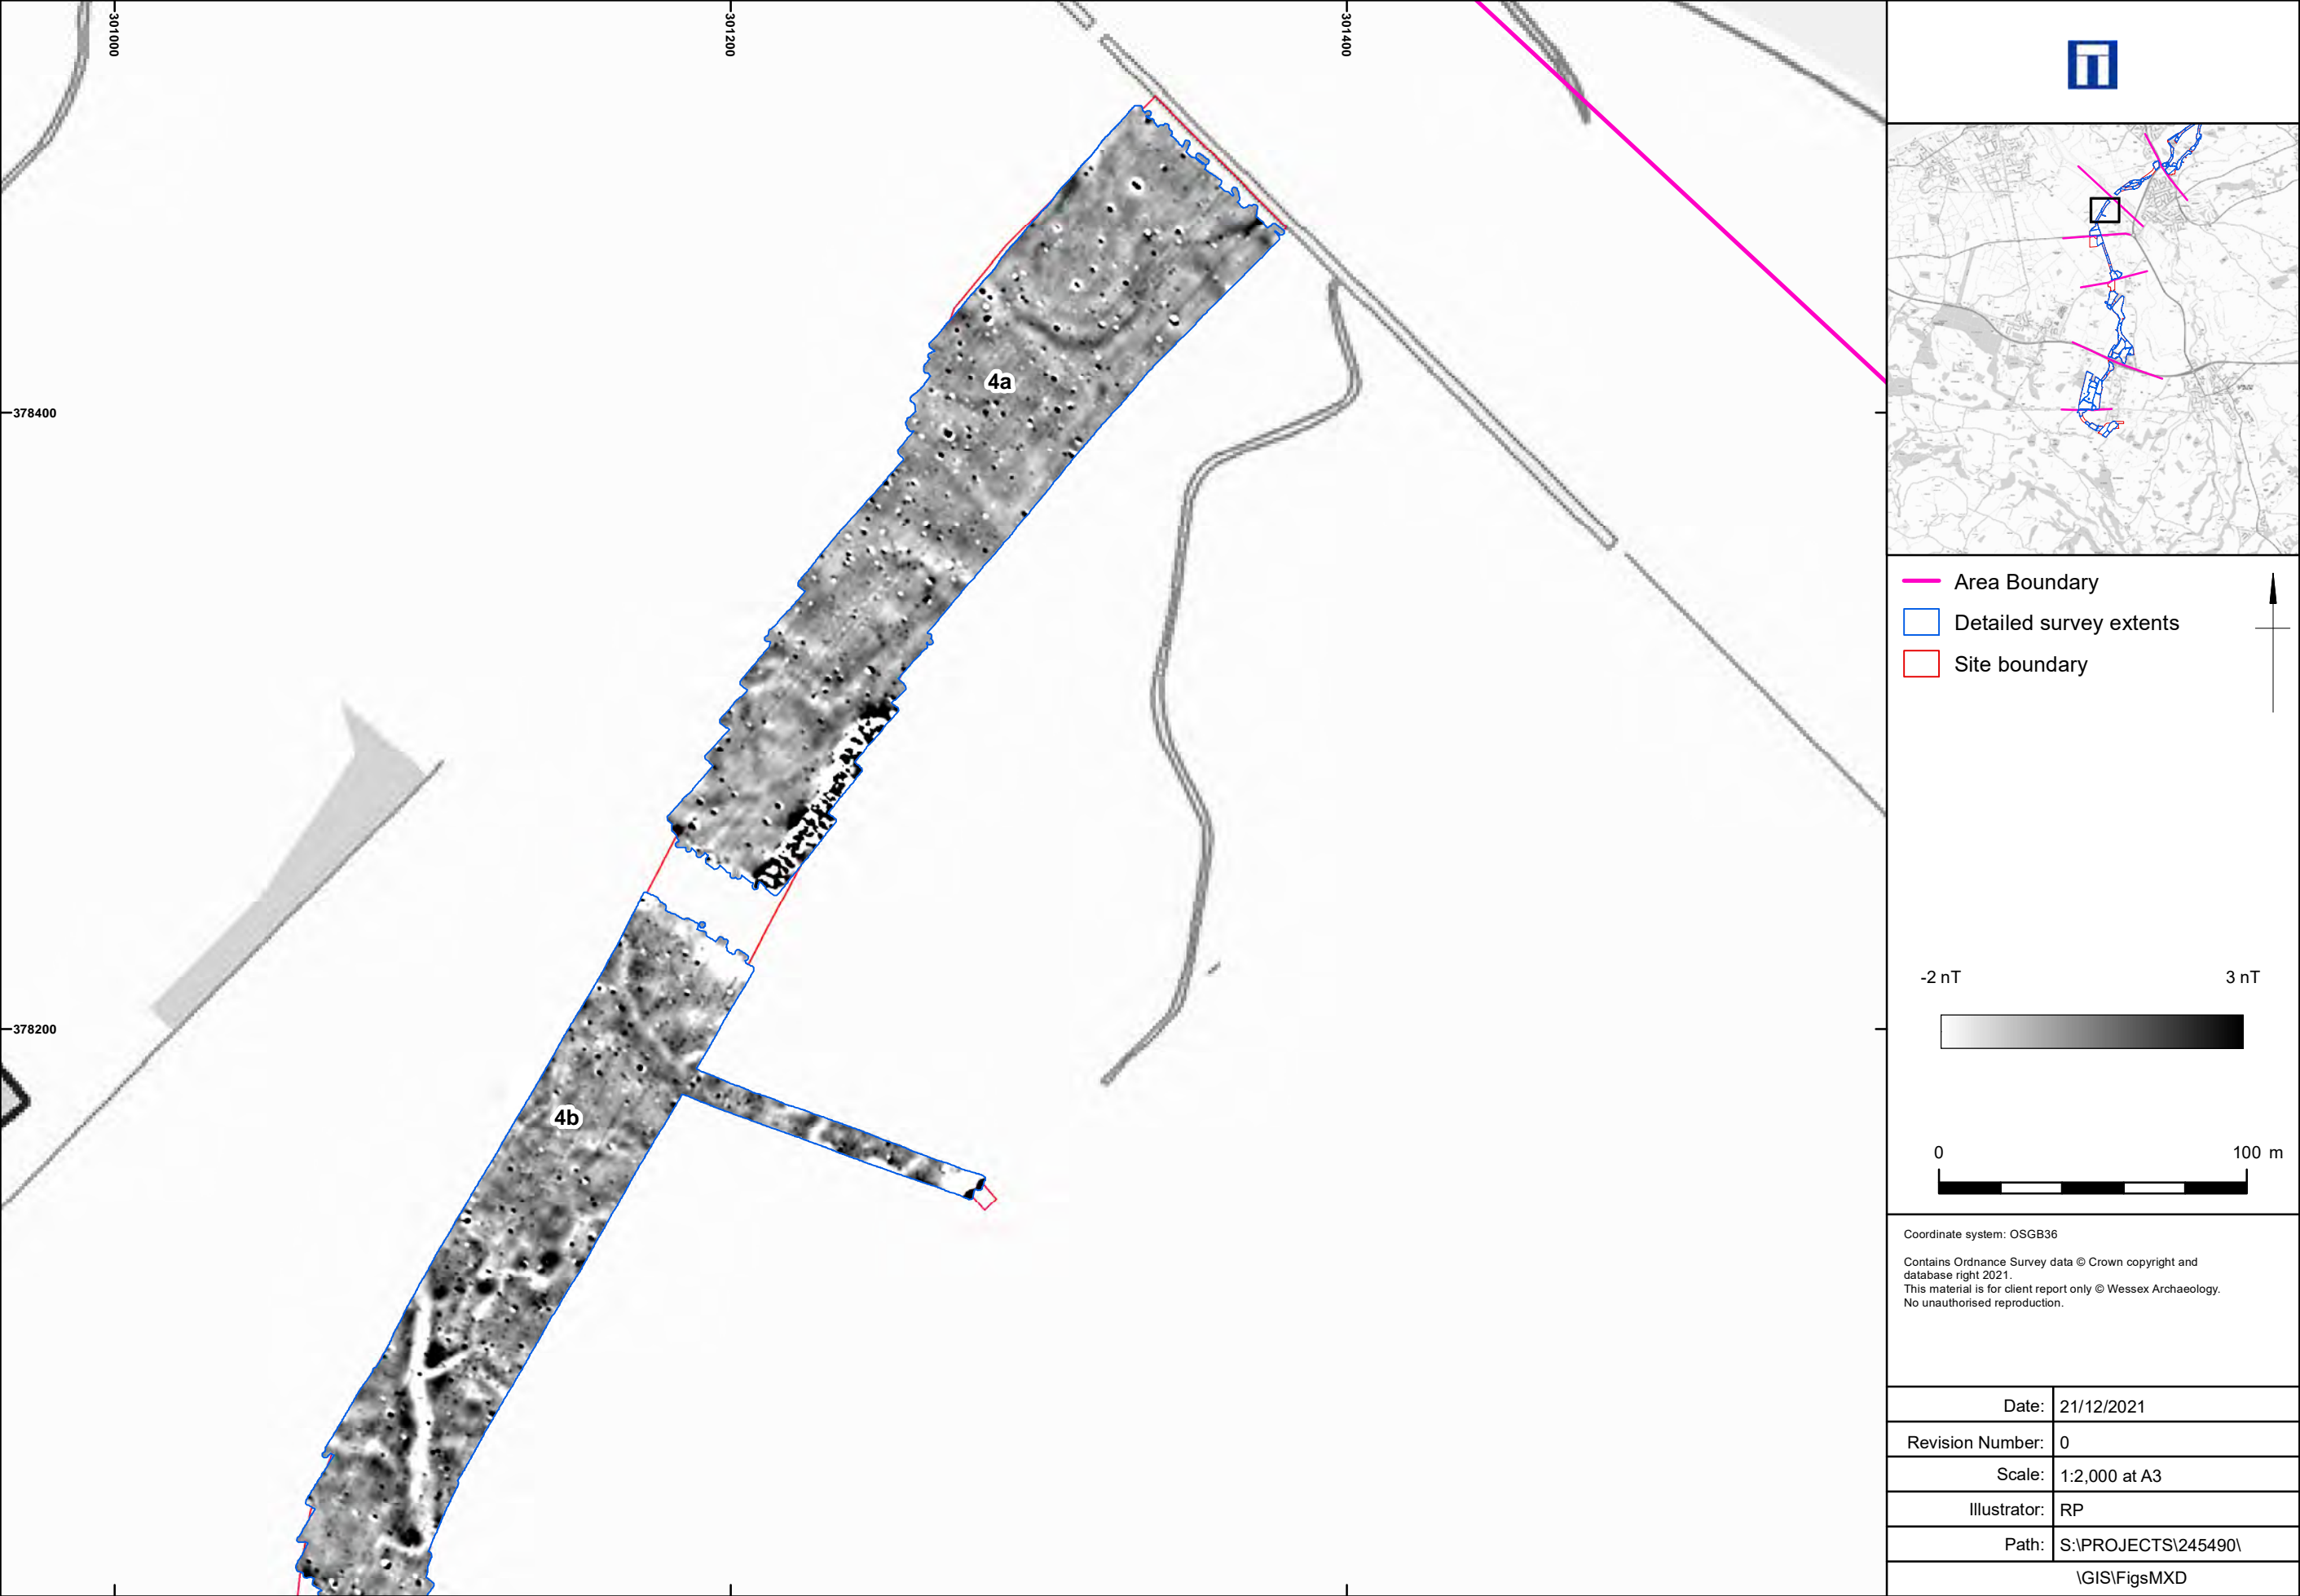 301000
301200
301400
378400
378200
4a
4b
Area Boundary
Detailed survey extents
Site boundary
-2 nT 3 nT
0 100 m
Coordinate system: OSGB36
Contains Ordnance Survey data © Crown copyright and
database right 2021.
This material is for client report only © Wessex Archaeology.
No unauthorised reproduction.
Date: 21/12/2021
Revision Number: 0
Scale: 1:2,000 at A3
Illustrator: RP
Path: S:\PROJECTS\245490\
\GIS\FigsMXD